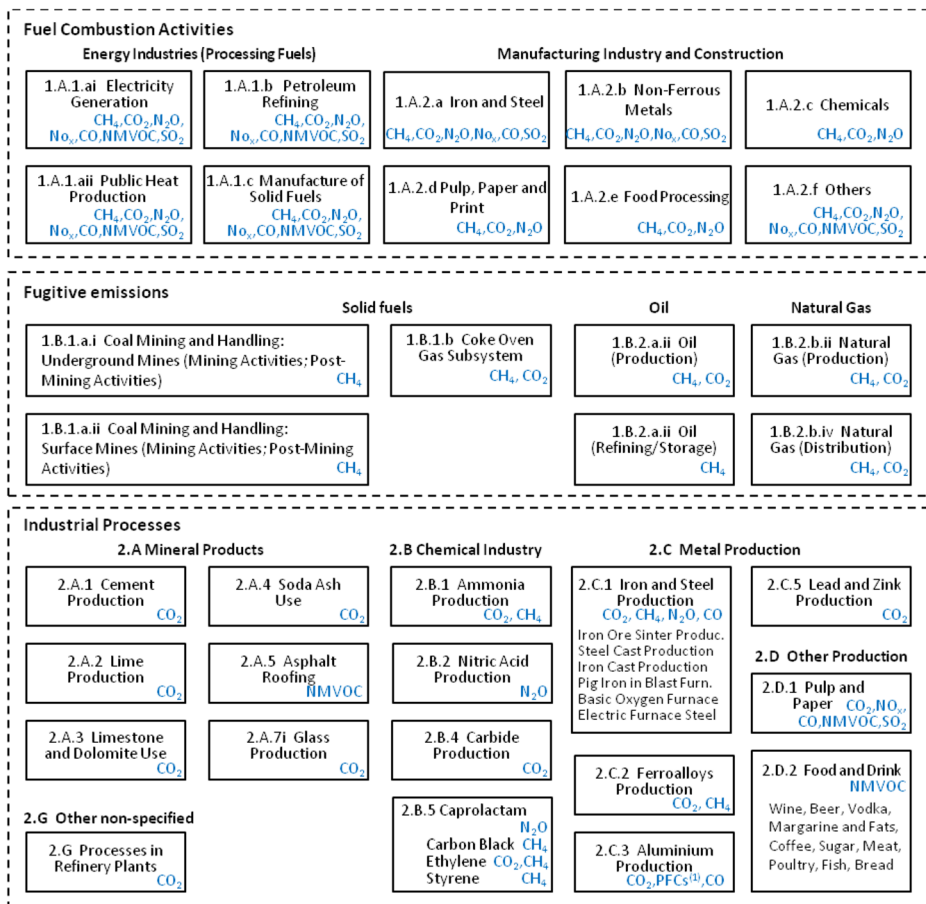 Fuel Combustion Activities
Energy Industries (Processing Fuels)
Manufacturing Industry and Construction
1.A.1.ai Electricity
Generation
CH₄,CO₂,N₂O,
Noₓ,CO,NMVOC,SO₂
1.A.1.b Petroleum
Refining
CH₄,CO₂,N₂O,
Noₓ,CO,NMVOC,SO₂
1.A.2.a Iron and Steel
CH₄,CO₂,N₂O,Noₓ,CO,SO₂
1.A.2.b Non-Ferrous
Metals
CH₄,CO₂,N₂O,Noₓ,CO,SO₂
1.A.2.c Chemicals
CH₄,CO₂,N₂O
1.A.1.aii Public Heat
Production
CH₄,CO₂,N₂O,
Noₓ,CO,NMVOC,SO₂
1.A.1.c Manufacture of
Solid Fuels
CH₄,CO₂,N₂O,
Noₓ,CO,NMVOC,SO₂
1.A.2.d Pulp, Paper and
Print
CH₄,CO₂,N₂O
1.A.2.e Food Processing
CH₄,CO₂,N₂O
1.A.2.f Others
CH₄,CO₂,N₂O,
Noₓ,CO,NMVOC,SO₂
Fugitive emissions
Solid fuels
Oil
Natural Gas
1.B.1.a.i Coal Mining and Handling:
Underground Mines (Mining Activities; Post-
Mining Activities)
CH₄
1.B.1.b Coke Oven
Gas Subsystem
CH₄, CO₂
1.B.2.a.ii Oil
(Production)
CH₄, CO₂
1.B.2.b.ii Natural
Gas (Production)
CH₄, CO₂
1.B.1.a.ii Coal Mining and Handling:
Surface Mines (Mining Activities; Post-Mining
Activities)
CH₄
1.B.2.a.ii Oil
(Refining/Storage)
CH₄
1.B.2.b.iv Natural
Gas (Distribution)
CH₄, CO₂
Industrial Processes
2.A Mineral Products
2.B Chemical Industry
2.C Metal Production
2.A.1 Cement
Production
CO₂
2.A.4 Soda Ash
Use
CO₂
2.B.1 Ammonia
Production
CO₂, CH₄
2.C.1 Iron and Steel
Production
CO₂, CH₄, N₂O, CO
Iron Ore Sinter Produc.
Steel Cast Production
Iron Cast Production
Pig Iron in Blast Furn.
Basic Oxygen Furnace
Electric Furnace Steel
2.C.5 Lead and Zink
Production
CO₂
2.A.2 Lime
Production
CO₂
2.A.5 Asphalt
Roofing
NMVOC
2.B.2 Nitric Acid
Production
N₂O
2.D Other Production
2.D.1 Pulp and
Paper CO₂,NOₓ,
CO,NMVOC,SO₂
2.A.3 Limestone
and Dolomite Use
CO₂
2.A.7i Glass
Production
CO₂
2.B.4 Carbide
Production
CO₂
2.C.2 Ferroalloys
Production
CO₂, CH₄
2.D.2 Food and Drink
NMVOC
Wine, Beer, Vodka,
Margarine and Fats,
Coffee, Sugar, Meat,
Poultry, Fish, Bread
2.G Other non-specified
2.G Processes in
Refinery Plants
CO₂
2.B.5 Caprolactam
N₂O
Carbon Black CH₄
Ethylene CO₂,CH₄
Styrene CH₄
2.C.3 Aluminium
Production
CO₂,PFCs⁽¹⁾,CO